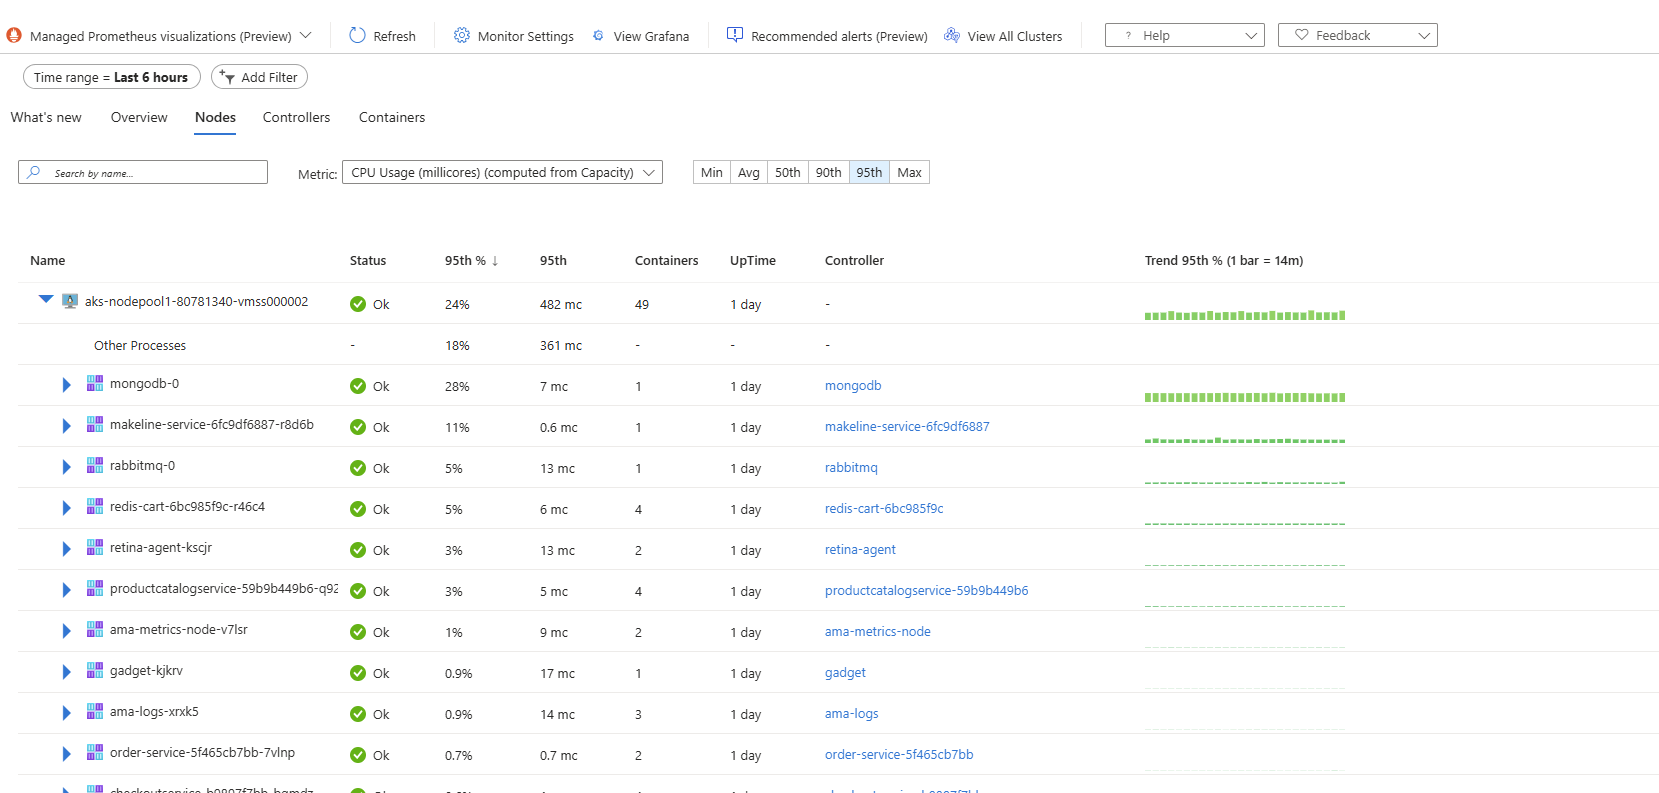 Managed Prometheus visualizations (Preview) Refresh Monitor Settings View Grafana Recommended alerts (Preview) View All Clusters ? Help Feedback
Time range = Last 6 hours Add Filter
What's new Overview Nodes Controllers Containers
Search by name... Metric: CPU Usage (millicores) (computed from Capacity) Min Avg 50th 90th 95th Max
Name Status 95th % ↓ 95th Containers UpTime Controller Trend 95th % (1 bar = 14m)
aks-nodepool1-80781340-vmss000002 Ok 24% 482 mc 49 1 day -
Other Processes - 18% 361 mc - - -
mongodb-0 Ok 28% 7 mc 1 1 day mongodb
makeline-service-6fc9df6887-r8d6b Ok 11% 0.6 mc 1 1 day makeline-service-6fc9df6887
rabbitmq-0 Ok 5% 13 mc 1 1 day rabbitmq
redis-cart-6bc985f9c-r46c4 Ok 5% 6 mc 4 1 day redis-cart-6bc985f9c
retina-agent-kscjr Ok 3% 13 mc 2 1 day retina-agent
productcatalogservice-59b9b449b6-q92 Ok 3% 5 mc 4 1 day productcatalogservice-59b9b449b6
ama-metrics-node-v7lsr Ok 1% 9 mc 2 1 day ama-metrics-node
gadget-kjkrv Ok 0.9% 17 mc 1 1 day gadget
ama-logs-xrxk5 Ok 0.9% 14 mc 3 1 day ama-logs
order-service-5f465cb7bb-7vlnp Ok 0.7% 0.7 mc 2 1 day order-service-5f465cb7bb